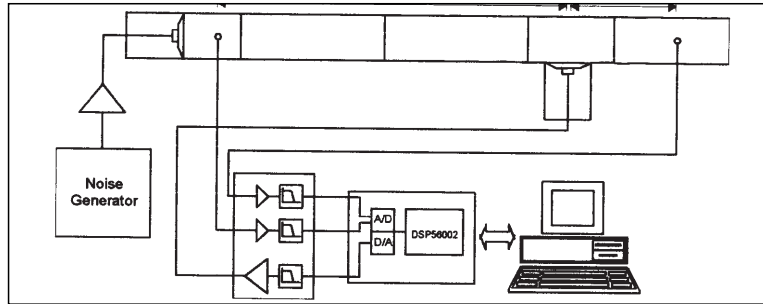 Noise
Generator
A/D
D/A
DSP56002